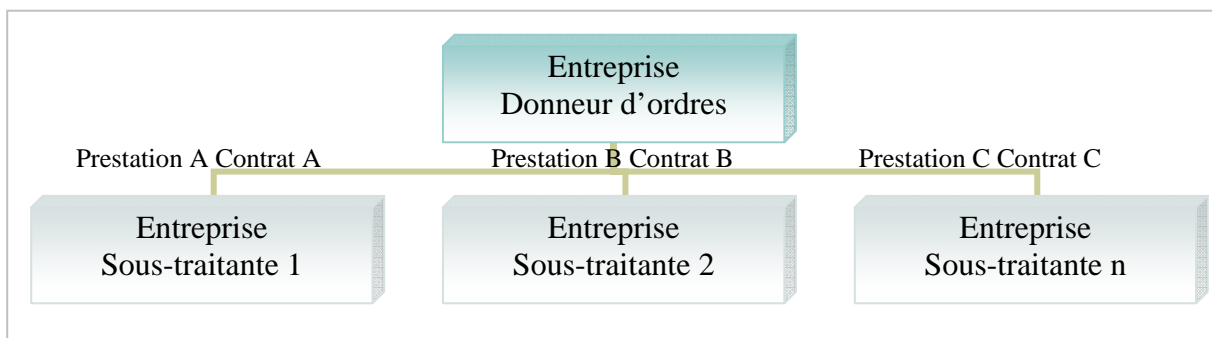 Entreprise
Donneur d’ordres
Prestation A Contrat A
Prestation B Contrat B
Prestation C Contrat C
Entreprise
Sous-traitante 1
Entreprise
Sous-traitante 2
Entreprise
Sous-traitante n